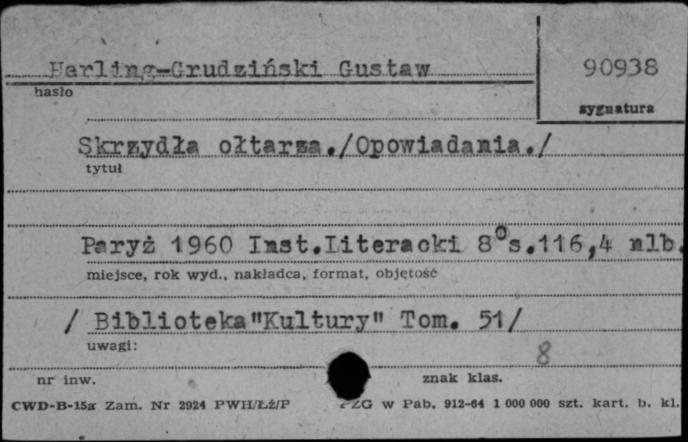 Herling-Grudziński Gustaw 90938
hasło
sygnatura
Skrzydła ołtarza./Opowiadania./
tytuł
Paryż 1960 Inst.Literacki 8° s.116,4 nlb.
miejsce, rok wyd., nakładca, format, objętość
/ Biblioteka"Kultury" Tom. 51/
uwagi:
8
nr inw. znak klas.
CWD-B-15a Zam. Nr 2924 PWH/Łż/P PZG w Pab. 912-64 1 000 000 szt. kart. b. kl.